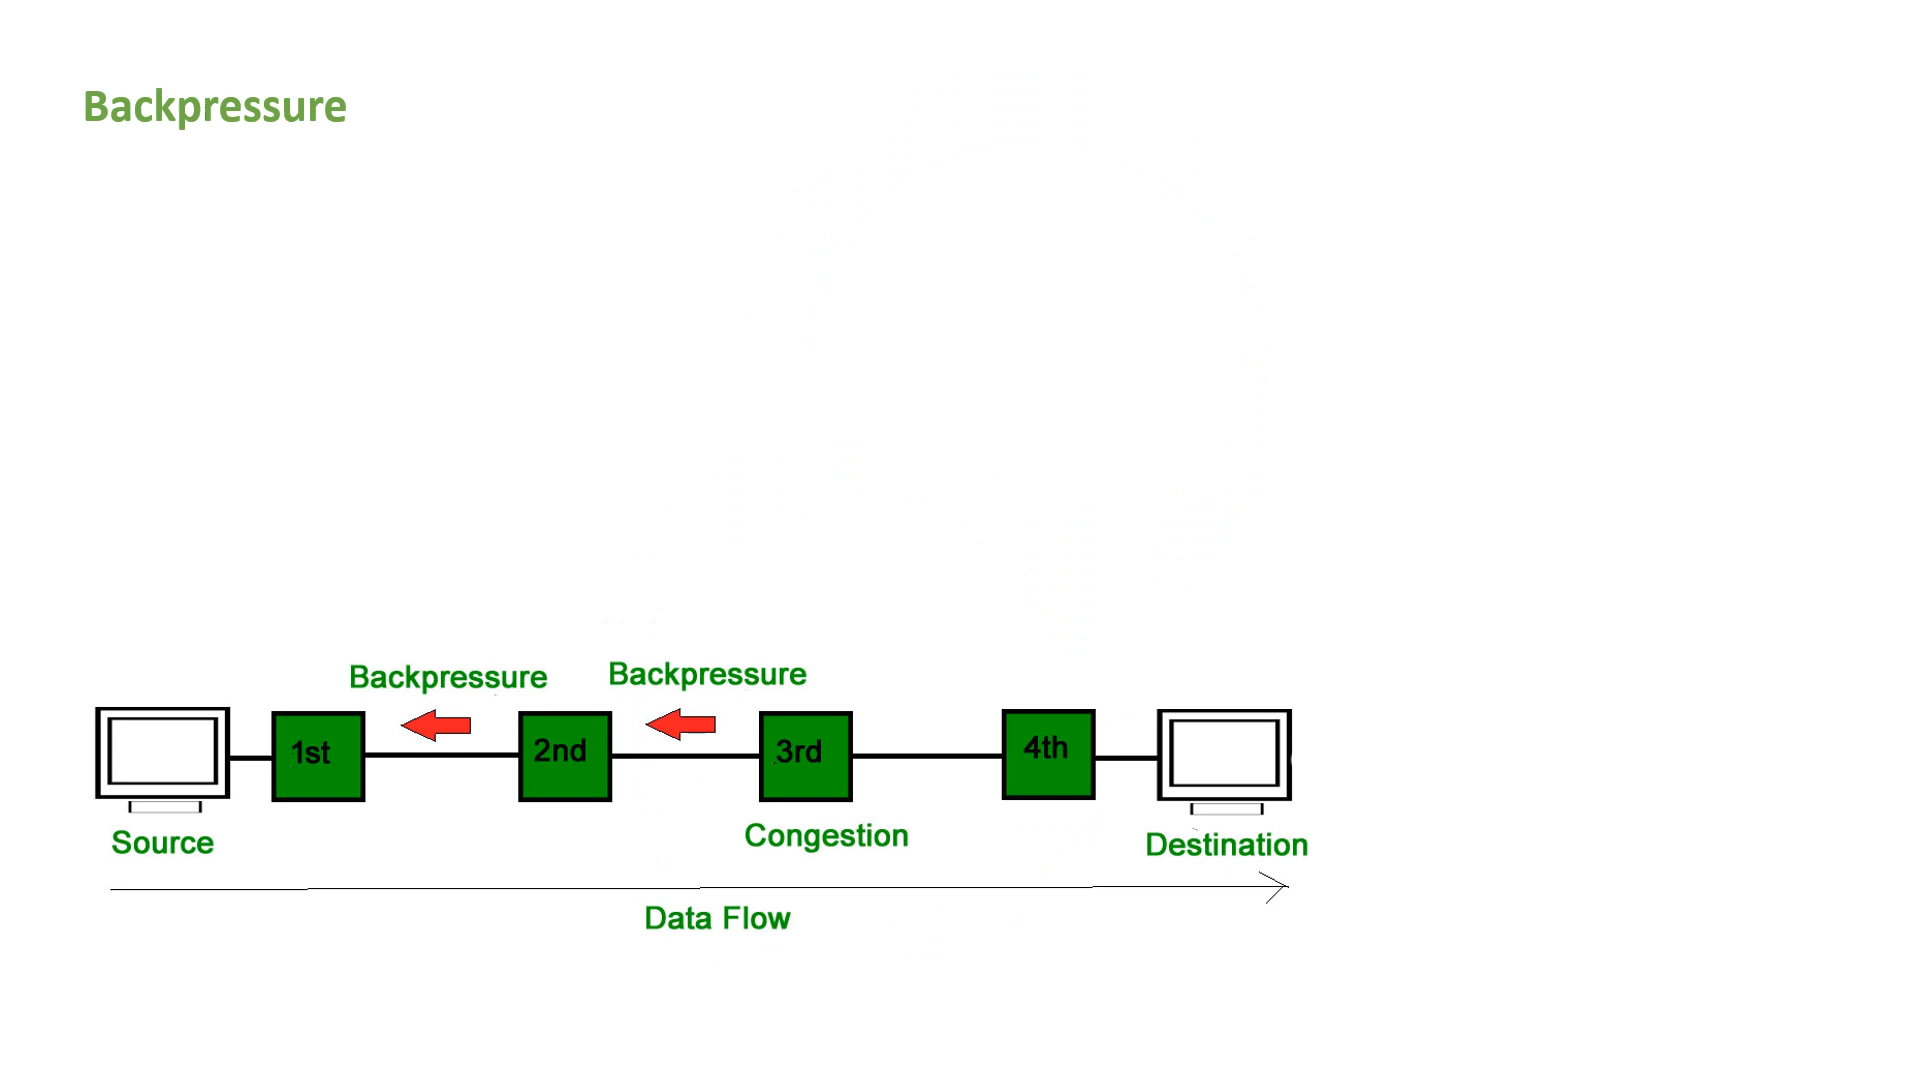 Backpressure
Backpressure Backpressure
1st 2nd 3rd 4th
Source Congestion Destination
Data Flow